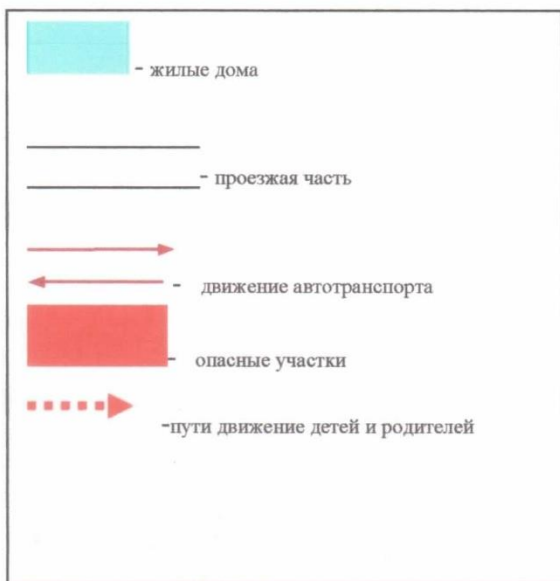 - жилые дома
- проезжая часть
- движение автотранспорта
- опасные участки
-пути движение детей и родителей